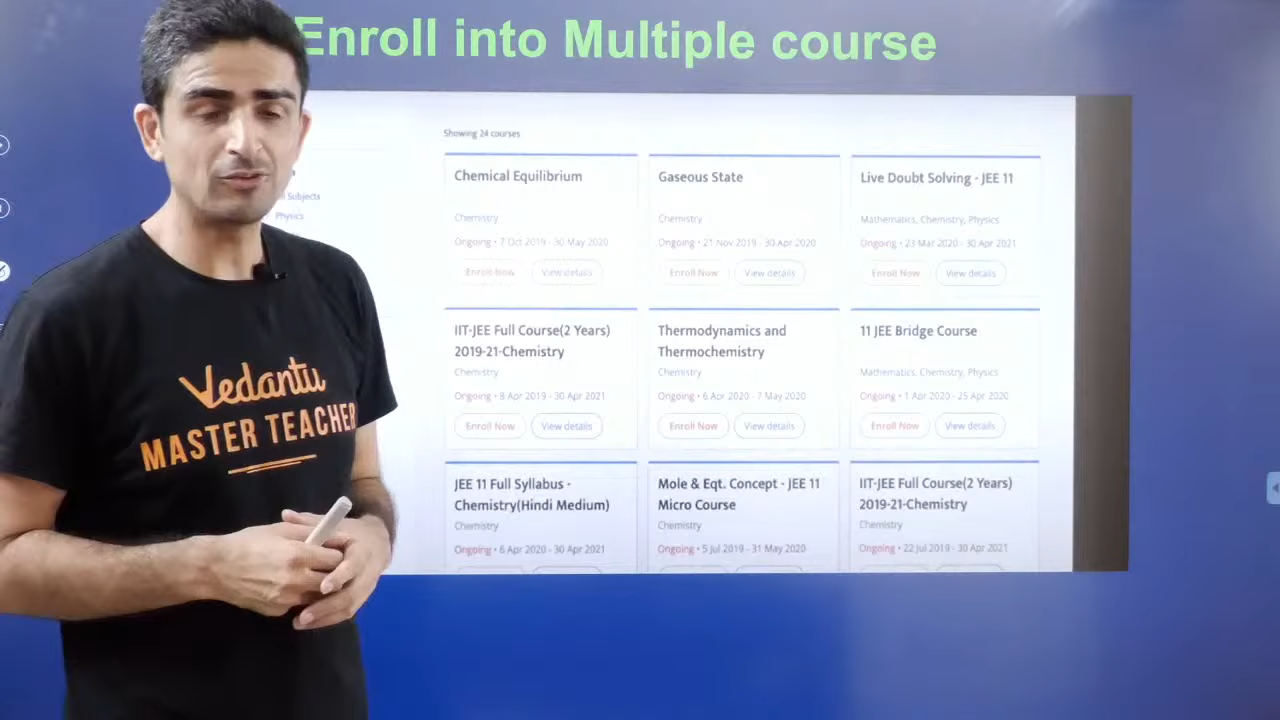 Enroll into Multiple course
Showing 24 courses
Subjects
Physics
Chemical Equilibrium
Chemistry
Ongoing • 7 Oct 2019 - 30 May 2020
Enroll Now
View details
Gaseous State
Chemistry
Ongoing • 21 Nov 2019 - 30 Apr 2020
Enroll Now
View details
Live Doubt Solving - JEE 11
Mathematics, Chemistry, Physics
Ongoing • 23 Mar 2020 - 30 Apr 2021
Enroll Now
View details
IIT-JEE Full Course(2 Years)
2019-21-Chemistry
Chemistry
Ongoing • 8 Apr 2019 - 30 Apr 2021
Enroll Now
View details
Thermodynamics and
Thermochemistry
Chemistry
Ongoing • 6 Apr 2020 - 7 May 2020
Enroll Now
View details
11 JEE Bridge Course
Mathematics, Chemistry, Physics
Ongoing • 1 Apr 2020 - 25 Apr 2020
Enroll Now
View details
JEE 11 Full Syllabus -
Chemistry(Hindi Medium)
Chemistry
Ongoing • 6 Apr 2020 - 30 Apr 2021
Mole & Eqt. Concept - JEE 11
Micro Course
Chemistry
Ongoing • 5 Jul 2019 - 31 May 2020
IIT-JEE Full Course(2 Years)
2019-21-Chemistry
Chemistry
Ongoing • 22 Jul 2019 - 30 Apr 2021
Vedantu
MASTER TEACHER